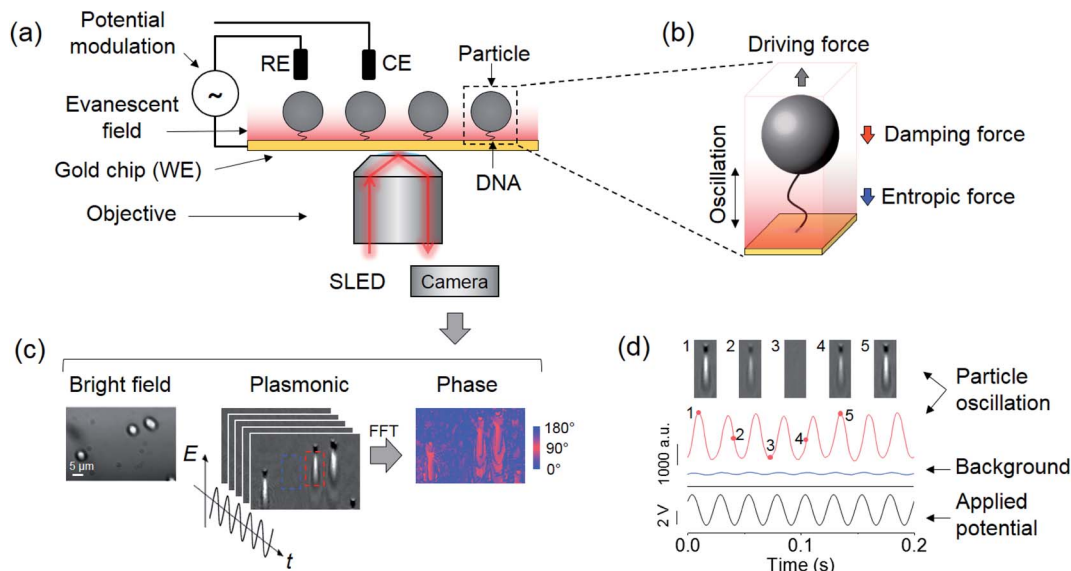 (a)
Potential
modulation
RE
CE
Particle
~
Evanescent
field
Gold chip (WE)
DNA
Objective
SLED
Camera
(b)
Driving force
Damping force
Oscillation
Entropic force
(c)
Bright field
Plasmonic
Phase
5 µm
E
t
FFT
180°
90°
0°
(d)
1 2 3 4 5
Particle
oscillation
1
2
3
4
5
1000 a.u.
Background
2 V
Applied
potential
0.0 0.1 0.2
Time (s)